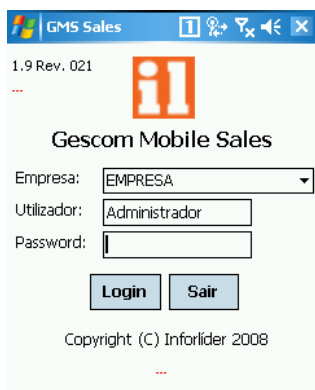 GMS Sales 1
1.9 Rev. 021
...
il
Gescom Mobile Sales
Empresa: EMPRESA
Utilizador: Administrador
Password:
Login Sair
Copyright (C) Inforlíder 2008
...